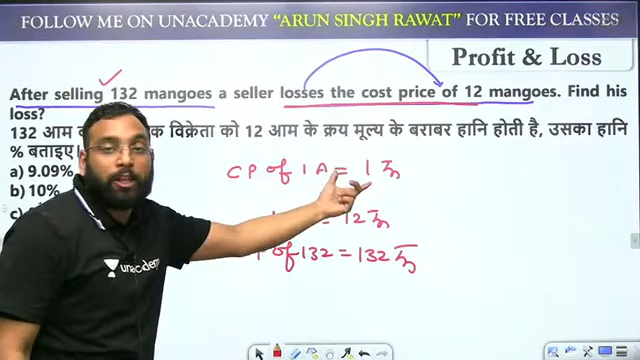 FOLLOW ME ON UNACADEMY “ARUN SINGH RAWAT” FOR FREE CLASSES
Profit & Loss
After selling 132 mangoes a seller losses the cost price of 12 mangoes. Find his
loss?
132 आम क विक्रेता को 12 आम के क्रय मूल्य के बराबर हानि होती है, उसका हानि
% बताइए
a) 9.09%
b) 10%
c)
CP of 1 A = 1 रु
= 12 रु
of 132 = 132 रु
unacademy